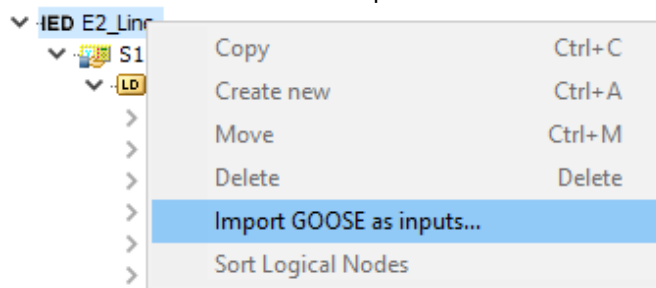 IED E2_Line
S1
Copy Ctrl+C
LD
Create new Ctrl+A
Move Ctrl+M
Delete Delete
Import GOOSE as inputs...
Sort Logical Nodes